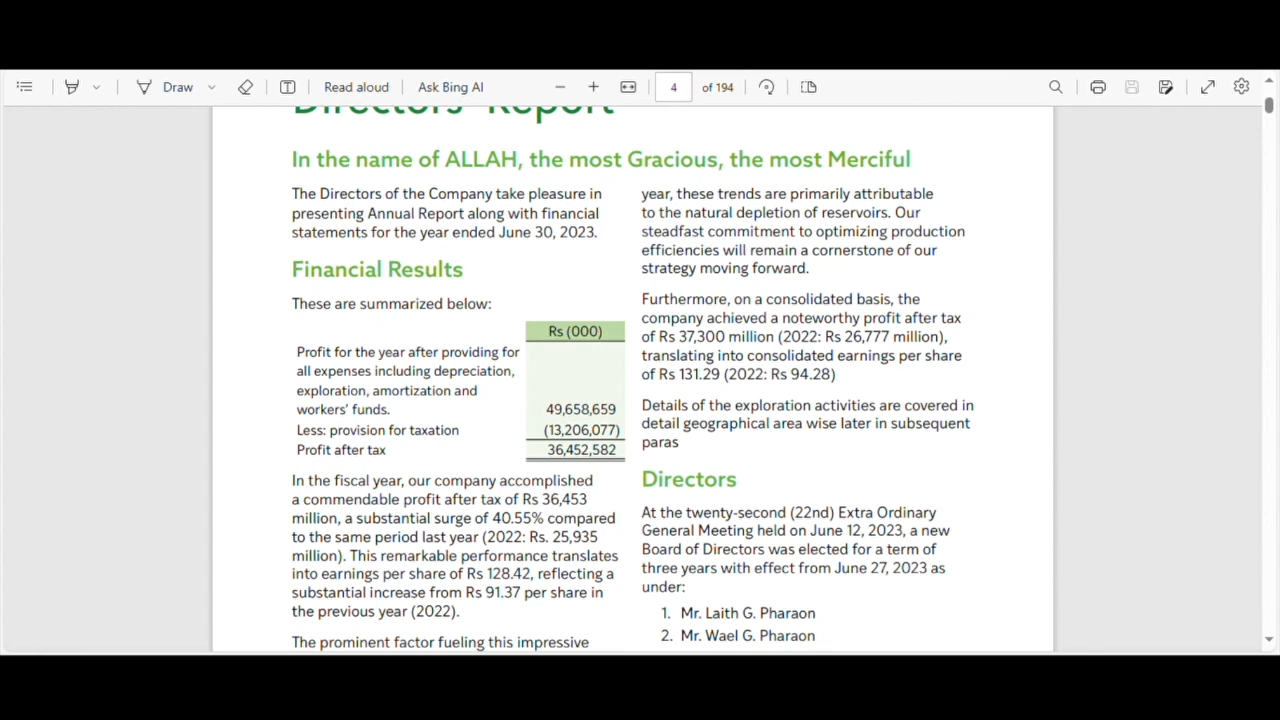 Draw
Read aloud
Ask Bing AI
4
of 194
Directors' Report
In the name of ALLAH, the most Gracious, the most Merciful
The Directors of the Company take pleasure in
presenting Annual Report along with financial
statements for the year ended June 30, 2023.
Financial Results
These are summarized below:
Rs (000)
Profit for the year after providing for
all expenses including depreciation,
exploration, amortization and
workers' funds. 49,658,659
Less: provision for taxation (13,206,077)
Profit after tax 36,452,582
In the fiscal year, our company accomplished
a commendable profit after tax of Rs 36,453
million, a substantial surge of 40.55% compared
to the same period last year (2022: Rs. 25,935
million). This remarkable performance translates
into earnings per share of Rs 128.42, reflecting a
substantial increase from Rs 91.37 per share in
the previous year (2022).
The prominent factor fueling this impressive
year, these trends are primarily attributable
to the natural depletion of reservoirs. Our
steadfast commitment to optimizing production
efficiencies will remain a cornerstone of our
strategy moving forward.
Furthermore, on a consolidated basis, the
company achieved a noteworthy profit after tax
of Rs 37,300 million (2022: Rs 26,777 million),
translating into consolidated earnings per share
of Rs 131.29 (2022: Rs 94.28)
Details of the exploration activities are covered in
detail geographical area wise later in subsequent
paras
Directors
At the twenty-second (22nd) Extra Ordinary
General Meeting held on June 12, 2023, a new
Board of Directors was elected for a term of
three years with effect from June 27, 2023 as
under:
1. Mr. Laith G. Pharaon
2. Mr. Wael G. Pharaon